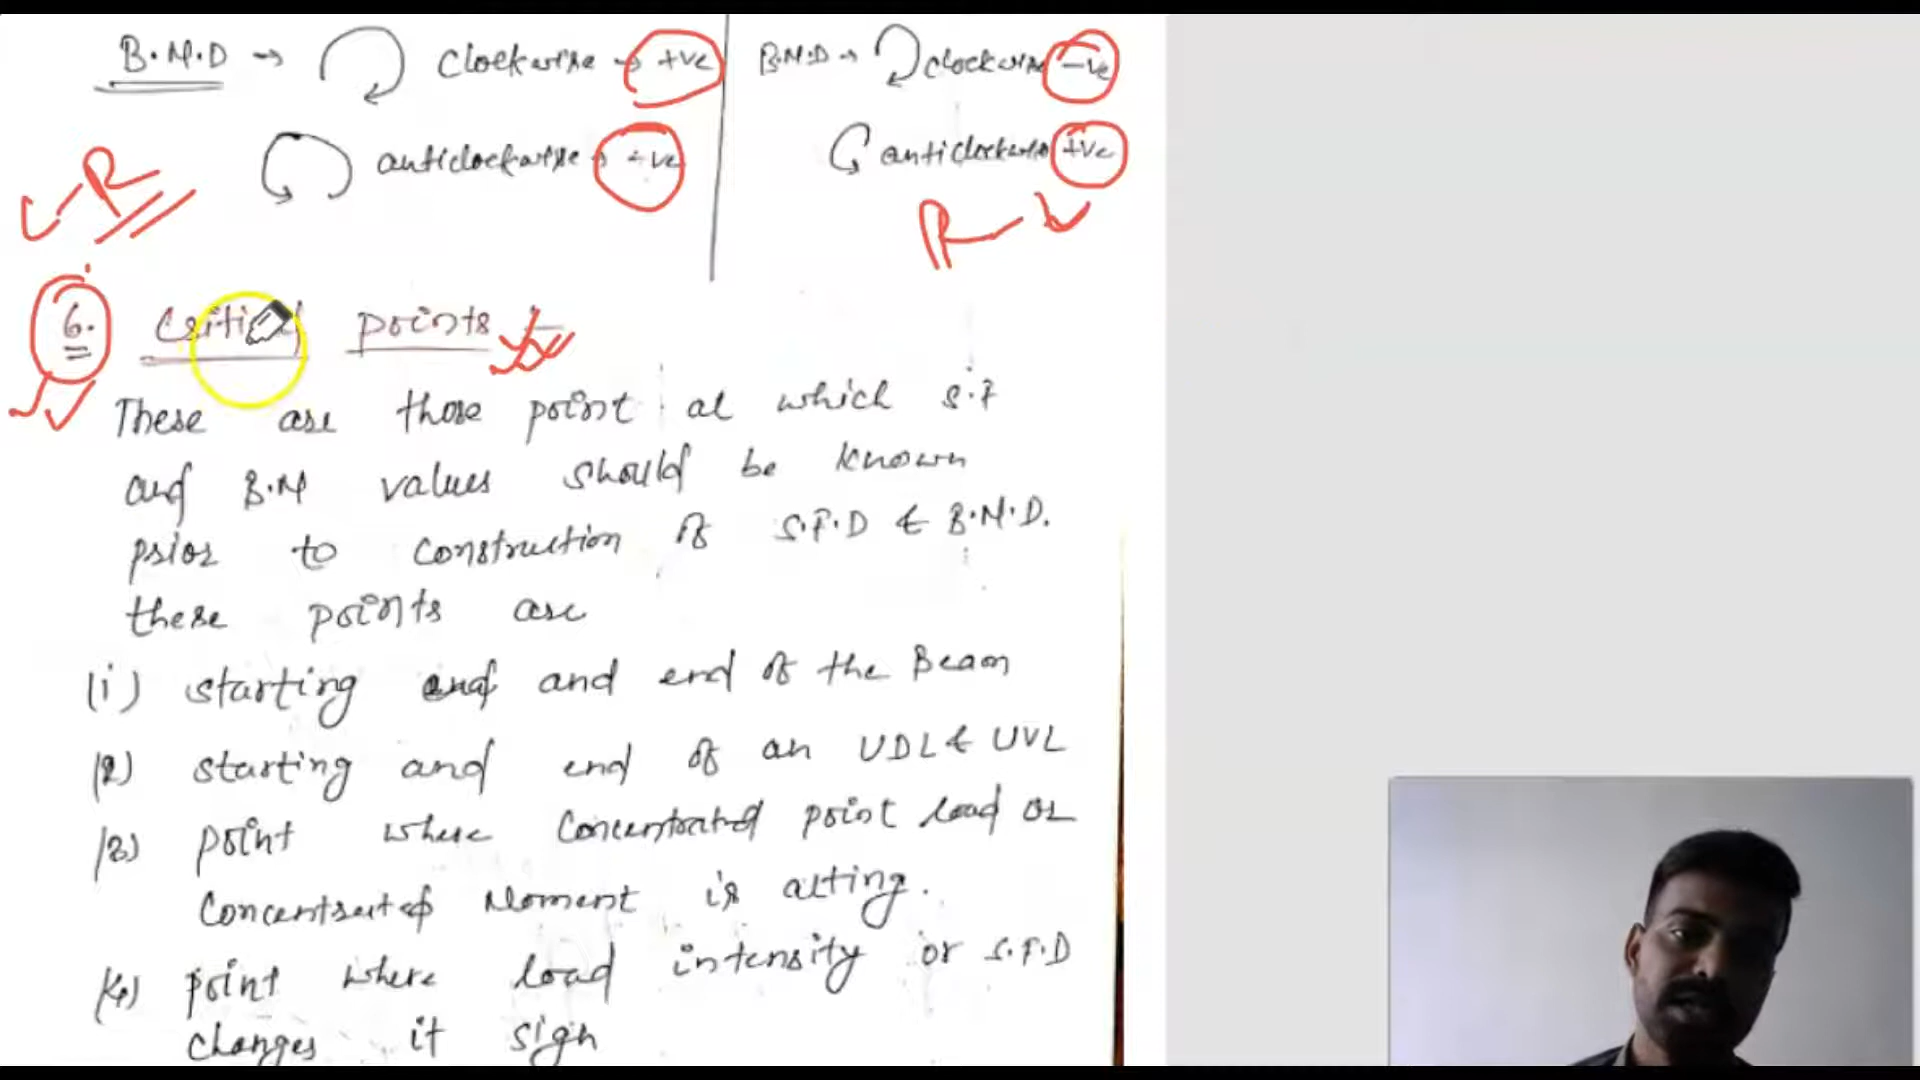 B.M.D → clockwise → +ve
anticlockwise → -ve
L-R
B.M.D → clockwise -ve
anticlockwise +ve
R-L
6. Critical points
These are those point at which S.F
and B.M values should be known
prior to construction of S.F.D & B.M.D.
these points are
(i) starting and and end of the Beam
(2) starting and end of an UDL & UVL
(3) point where concentrated point load or
concentrated Moment is acting.
(4) point where load intensity or S.F.D
changes it sign